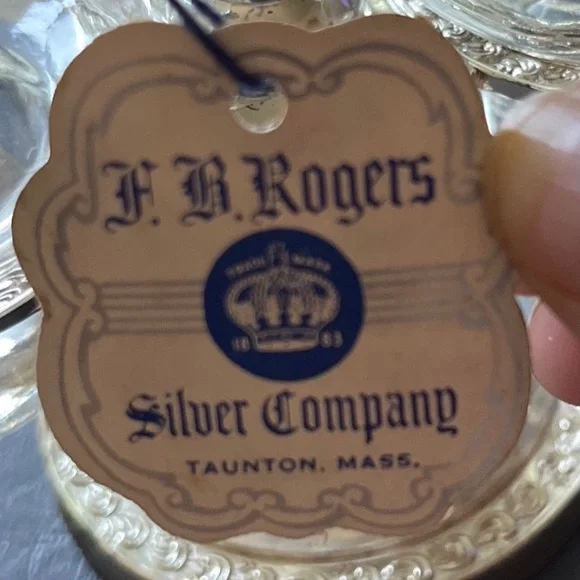 F. B. Rogers
TRADE MARK
18 83
Silver Company
TAUNTON, MASS.